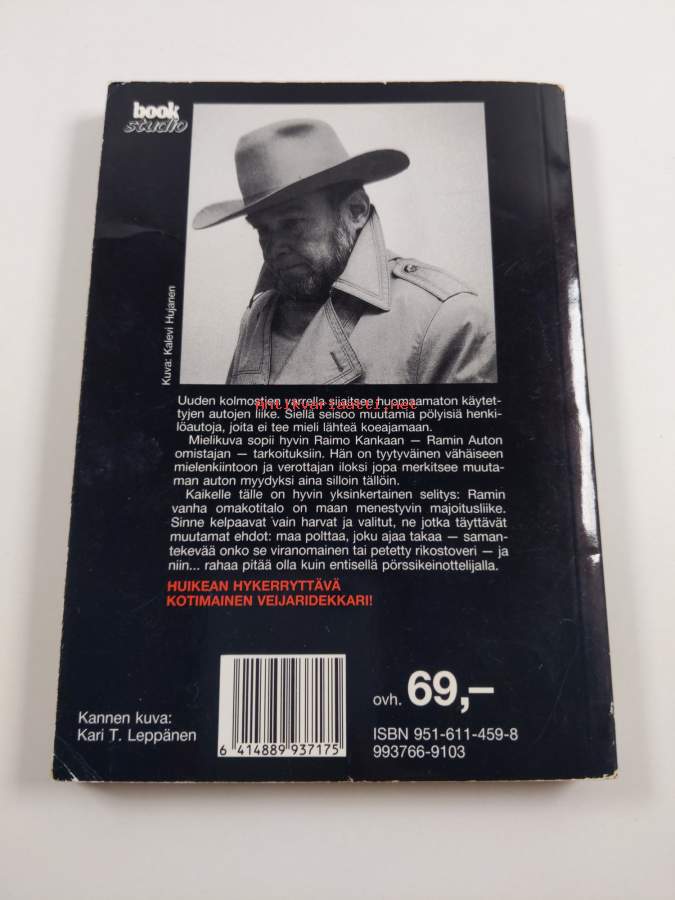 book
studio
Kuva: Kalevi Hujanen
Uuden kolmostien varrella sijaitsee huomaamaton käytet-
tyjen autojen liike. Siellä seisoo muutamia pölyisiä henki-
Antikvariaatti.net
löautoja, joita ei tee mieli lähteä koeajamaan.
Mielikuva sopii hyvin Raimo Kankaan — Ramin Auton
omistajan — tarkoituksiin. Hän on tyytyväinen vähäiseen
mielenkiintoon ja verottajan iloksi jopa merkitsee muuta-
man auton myydyksi aina silloin tällöin.
Kaikelle tälle on hyvin yksinkertainen selitys: Ramin
vanha omakotitalo on maan menestyvin majoitusliike.
Sinne kelpaavat vain harvat ja valitut, ne jotka täyttävät
muutamat ehdot: maa polttaa, joku ajaa takaa — saman-
tekevää onko se viranomainen tai petetty rikostoveri — ja
niin... rahaa pitää olla kuin entisellä pörssikeinottelijalla.
HUIKEAN HYKERRYTTÄVÄ
KOTIMAINEN VEIJARIDEKKARI!
Kannen kuva:
Kari T. Leppänen
6 414889 937175
ovh. 69,–
ISBN 951-611-459-8
993766-9103